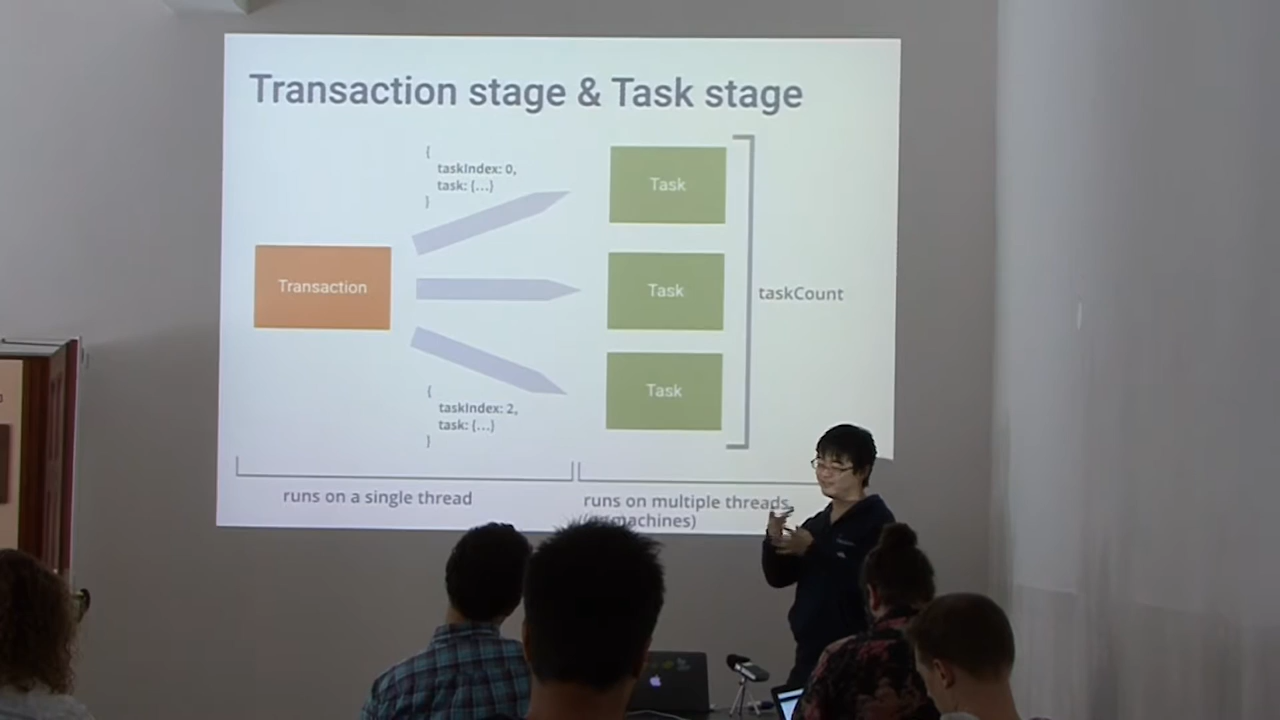 Transaction stage & Task stage
{
taskIndex: 0,
task: {...}
}
Task
Transaction
Task
taskCount
Task
{
taskIndex: 2,
task: {...}
}
runs on a single thread
runs on multiple threads
machines)